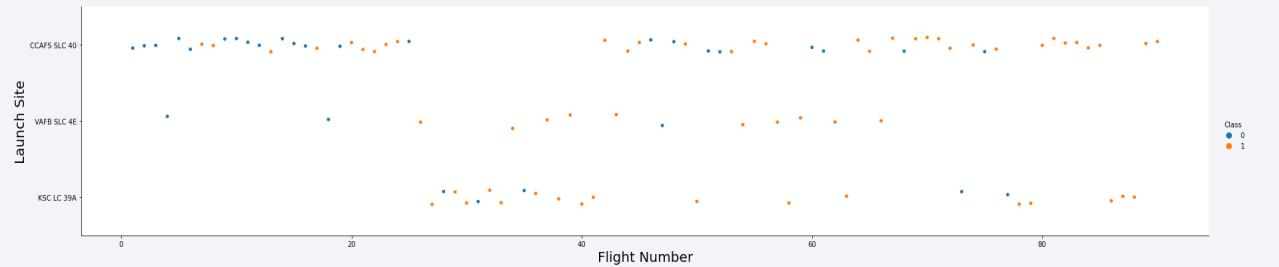 Launch Site
CCAFS SLC 40
VAFB SLC 4E
KSC LC 39A
0 20 40 60 80
Flight Number
Class
0
1